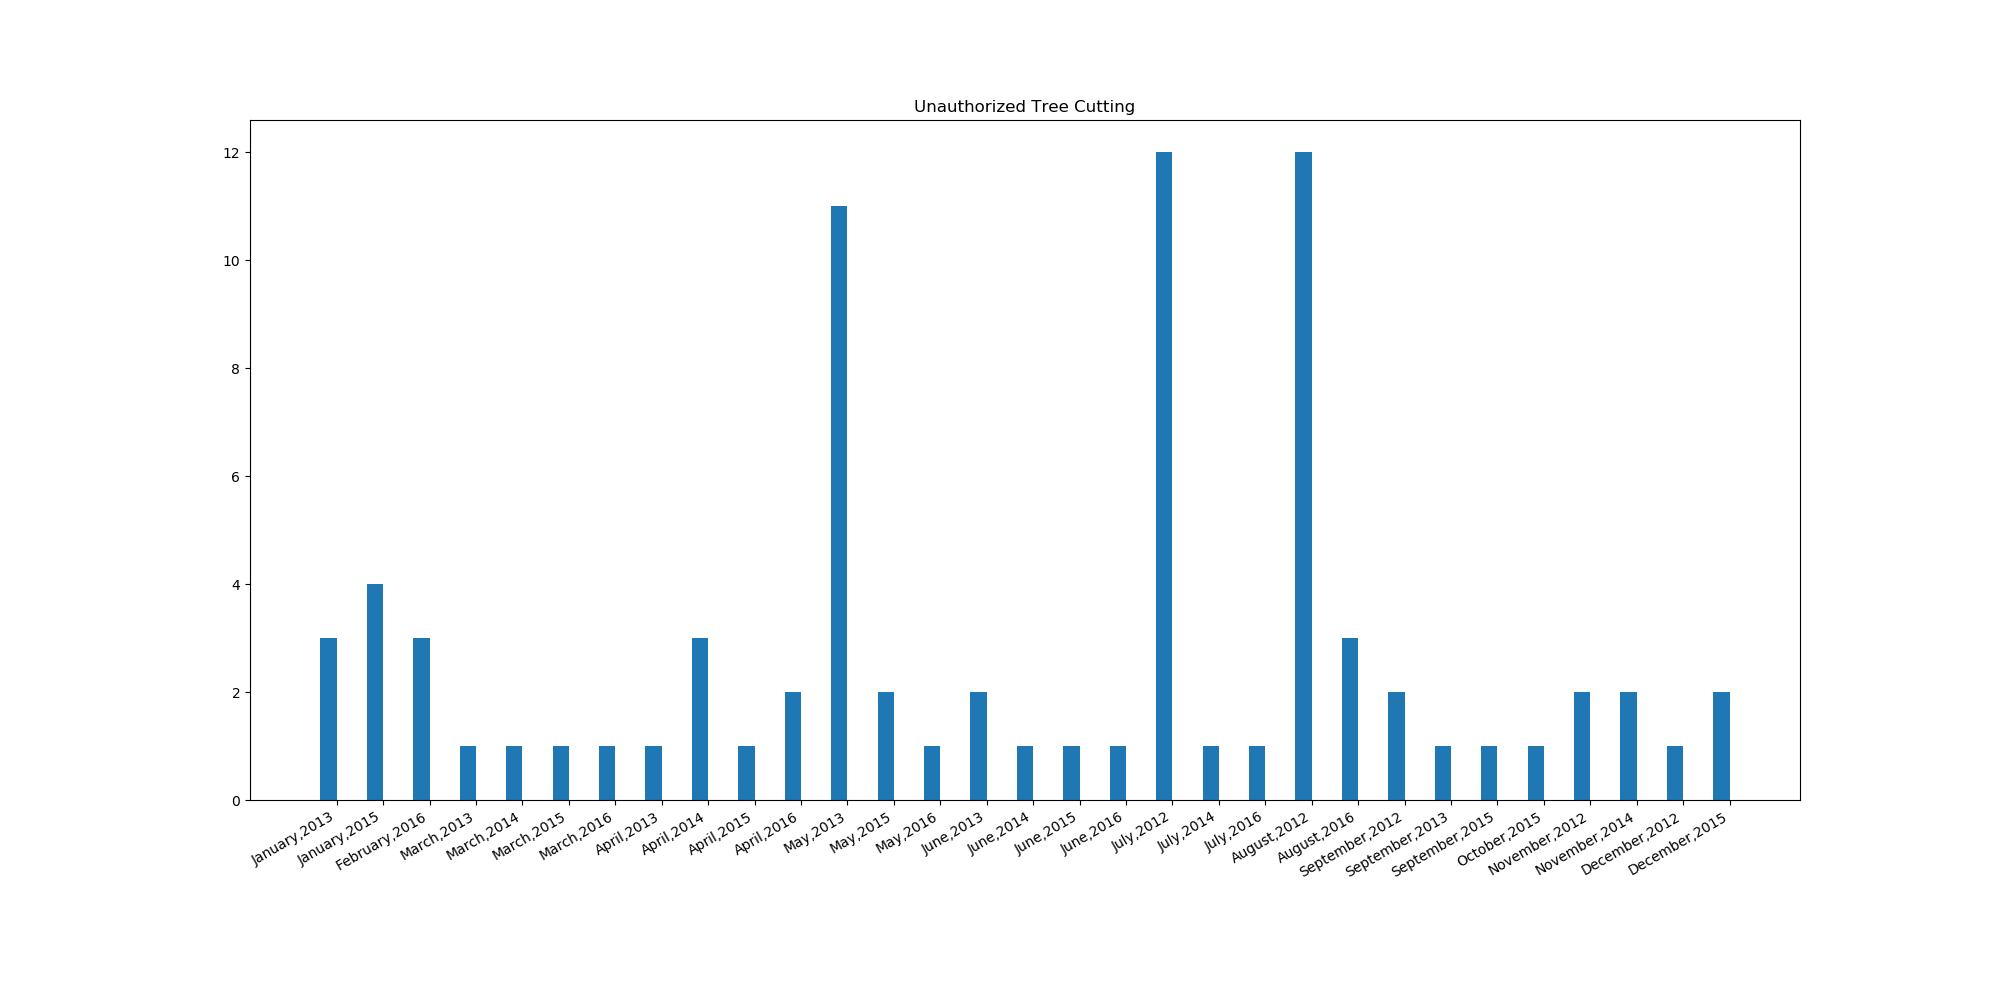 Unauthorized Tree Cutting
12
10
8
6
4
2
0
January,2013
January,2015
February,2016
March,2013
March,2014
March,2015
March,2016
April,2013
April,2014
April,2015
April,2016
May,2013
May,2015
May,2016
June,2013
June,2014
June,2015
June,2016
July,2012
July,2014
July,2016
August,2012
August,2016
September,2012
September,2013
September,2015
October,2015
November,2012
November,2014
December,2012
December,2015